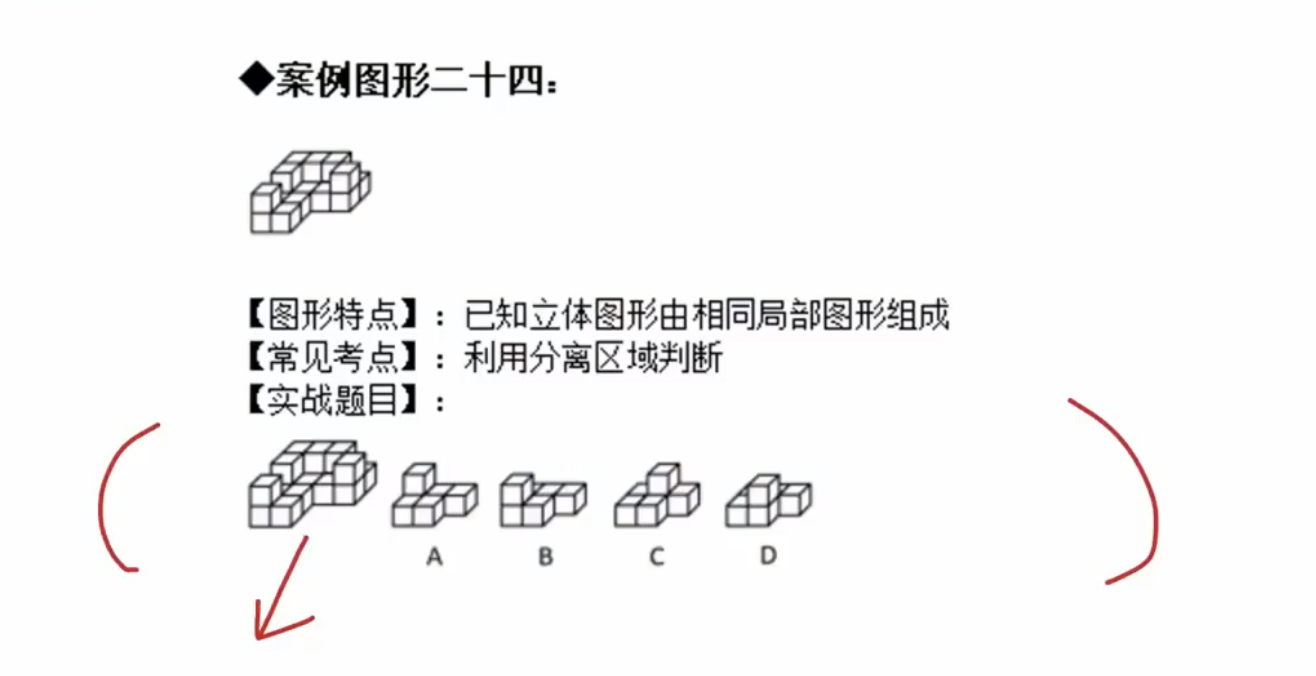 ◆案例图形二十四：
【图形特点】：已知立体图形由相同局部图形组成
【常见考点】：利用分离区域判断
【实战题目】：
A B C D